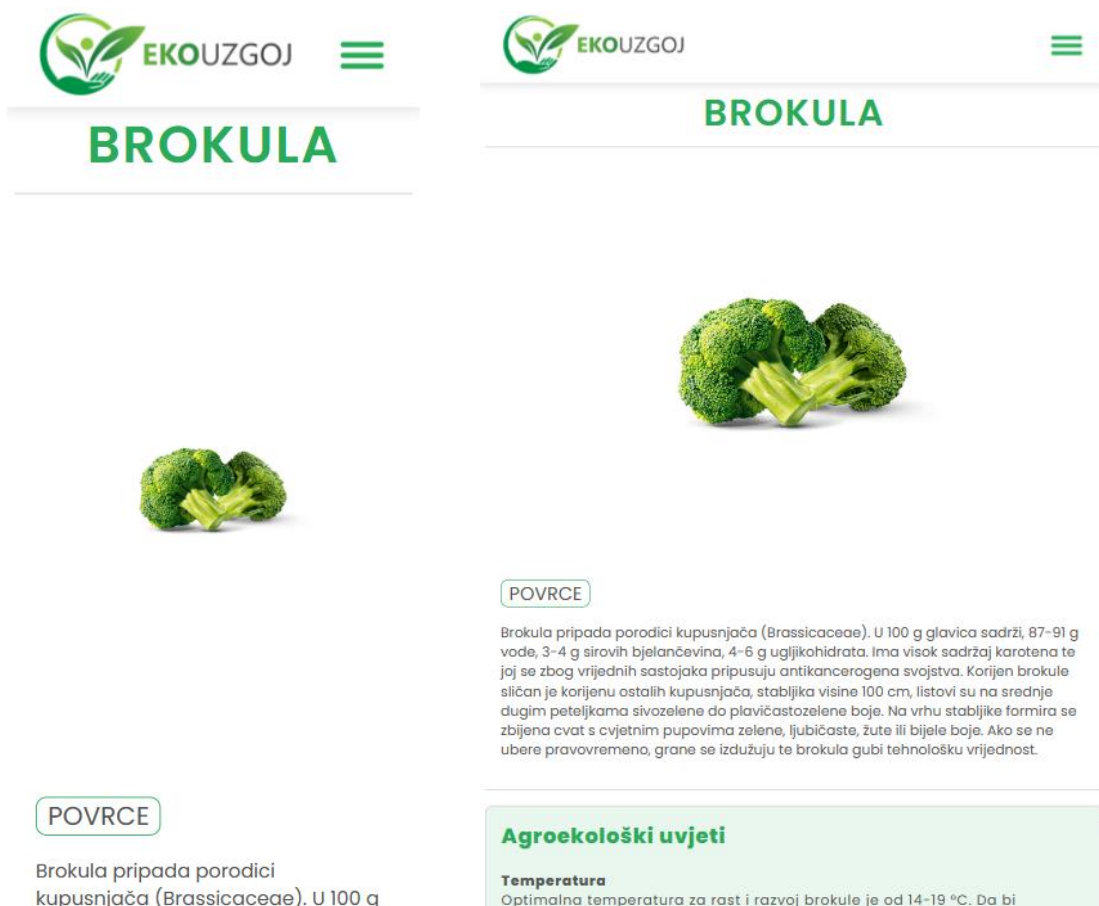 EKOUZGOJ
BROKULA
POVRCE
Brokula pripada porodici
kupusnjača (Brassicaceae). U 100 g
EKOUZGOJ
BROKULA
POVRCE
Brokula pripada porodici kupusnjača (Brassicaceae). U 100 g glavica sadrži, 87-91 g
vode, 3-4 g sirovih bjelančevina, 4-6 g ugljikohidrata. Ima visok sadržaj karotena te
joj se zbog vrijednih sastojaka pripusuju antikancerogena svojstva. Korijen brokule
sličan je korijenu ostalih kupusnjača, stabljika visine 100 cm, listovi su na srednje
dugim peteljkama sivozelene do plavičastozelene boje. Na vrhu stabljike formira se
zbijena cvat s cvjetnim pupovima zelene, ljubičaste, žute ili bijele boje. Ako se ne
ubere pravovremeno, grane se izdužuju te brokula gubi tehnološku vrijednost.
Agroekološki uvjeti
Temperatura
Optimalna temperatura za rast i razvoj brokule je od 14-19 °C. Da bi